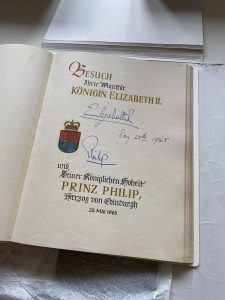 BESUCH
Ihrer Majestät
KÖNIGIN ELIZABETH II.
Elizabeth R
May 25th 1965
Philip
und
Seiner Königlichen Hoheit
PRINZ PHILIP,
Herzog von Edinburgh
25. MAI 1965